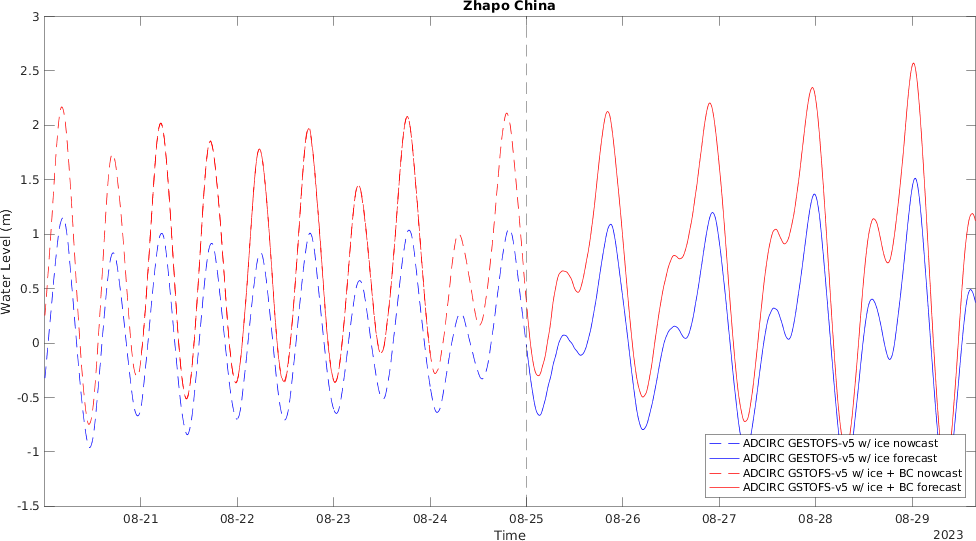 Zhapo China
3
2.5
2
1.5
1
0.5
0
-0.5
-1
-1.5
Water Level (m)
ADCIRC GESTOFS-v5 w/ ice nowcast
ADCIRC GESTOFS-v5 w/ ice forecast
ADCIRC GSTOFS-v5 w/ ice + BC nowcast
ADCIRC GSTOFS-v5 w/ ice + BC forecast
08-21 08-22 08-23 08-24 08-25 08-26 08-27 08-28 08-29
Time
2023